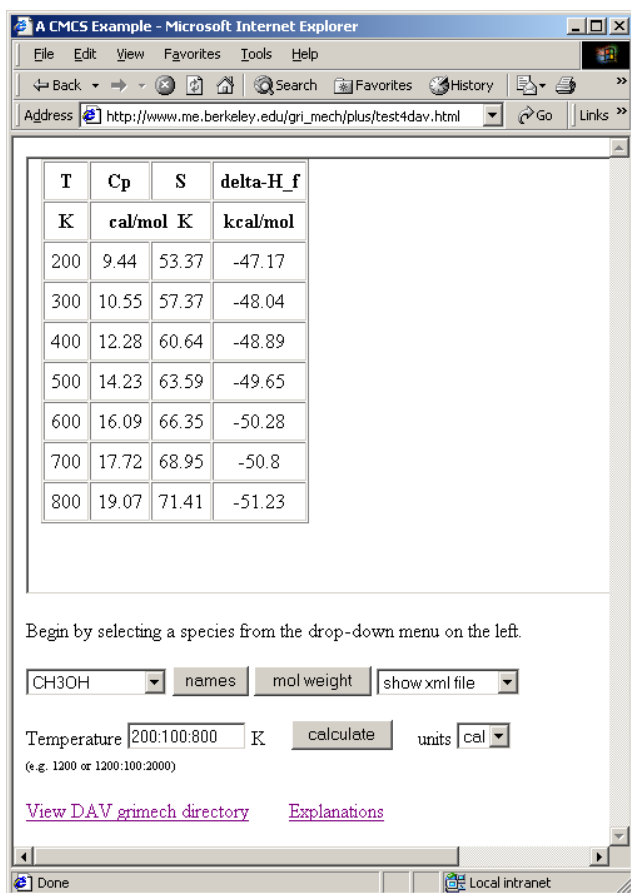 A CMCS Example - Microsoft Internet Explorer
File Edit View Favorites Tools Help
Back Search Favorites History »
Address http://www.me.berkeley.edu/gri_mech/plus/test4dav.html Go Links »
T Cp S delta-H_f
K cal/mol K kcal/mol
200 9.44 53.37 -47.17
300 10.55 57.37 -48.04
400 12.28 60.64 -48.89
500 14.23 63.59 -49.65
600 16.09 66.35 -50.28
700 17.72 68.95 -50.8
800 19.07 71.41 -51.23
Begin by selecting a species from the drop-down menu on the left.
CH3OH names mol weight show xml file
Temperature 200:100:800 K calculate units cal
(e.g. 1200 or 1200:100:2000)
View DAV grimech directory Explanations
Done Local intranet